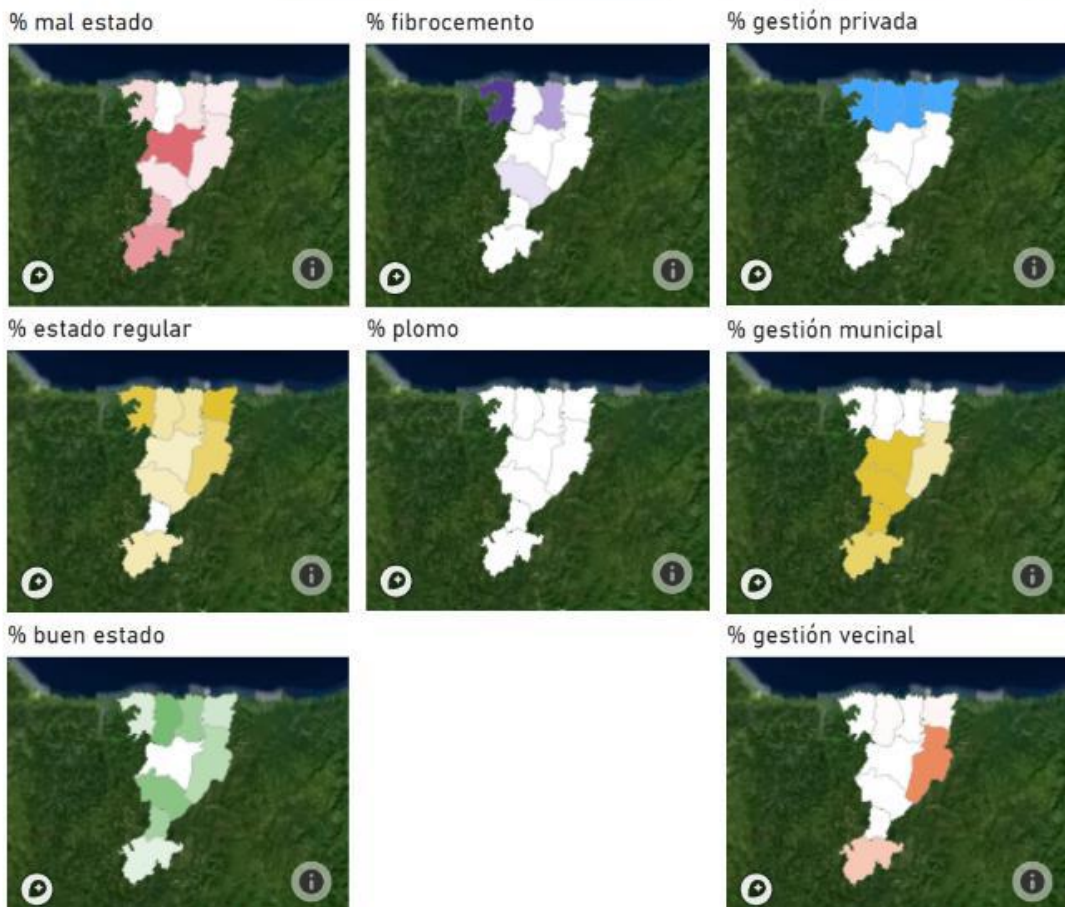 % mal estado
% fibrocemento
% gestión privada
% estado regular
% plomo
% gestión municipal
% buen estado
% gestión vecinal